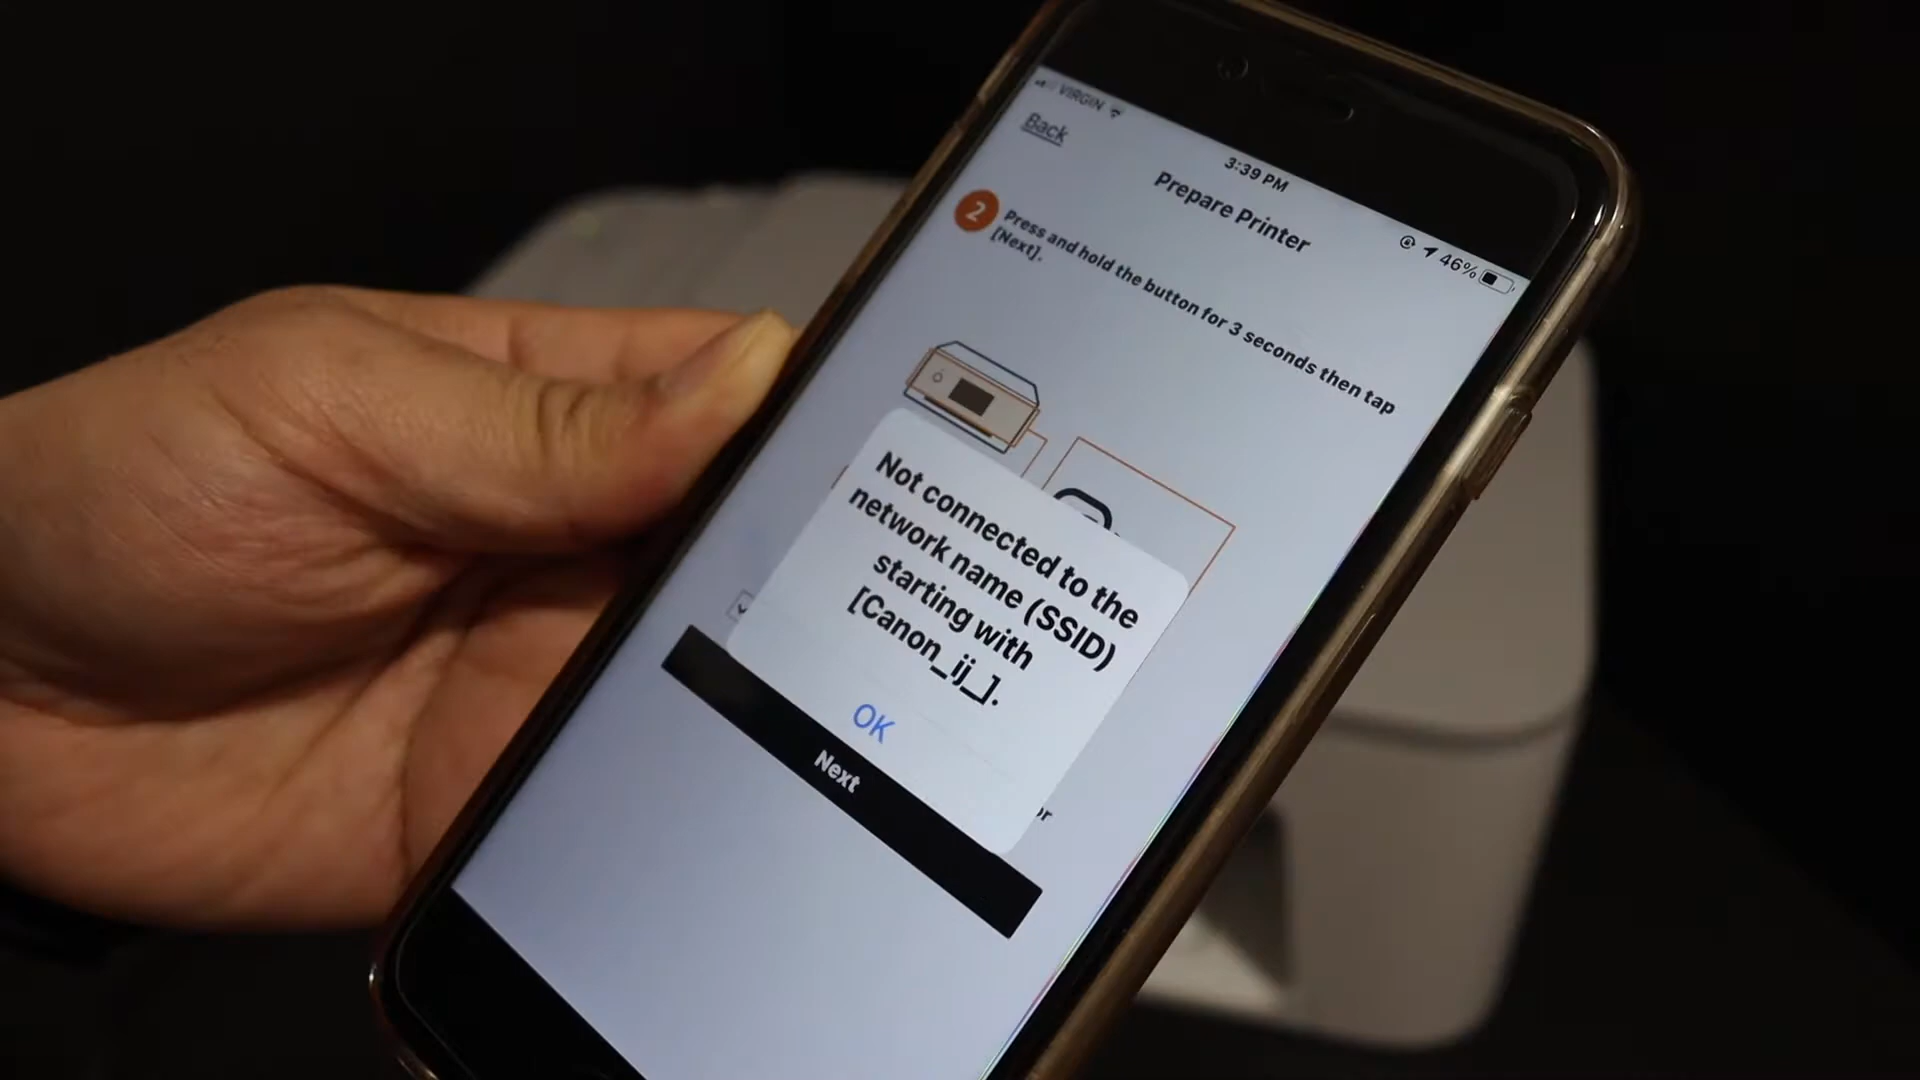 VIRGIN
3:39 PM
46%
Back
Prepare Printer
2
Press and hold the button for 3 seconds then tap
[Next].
Not connected to the
network name (SSID)
starting with
[Canon_ij_].
OK
Next
or